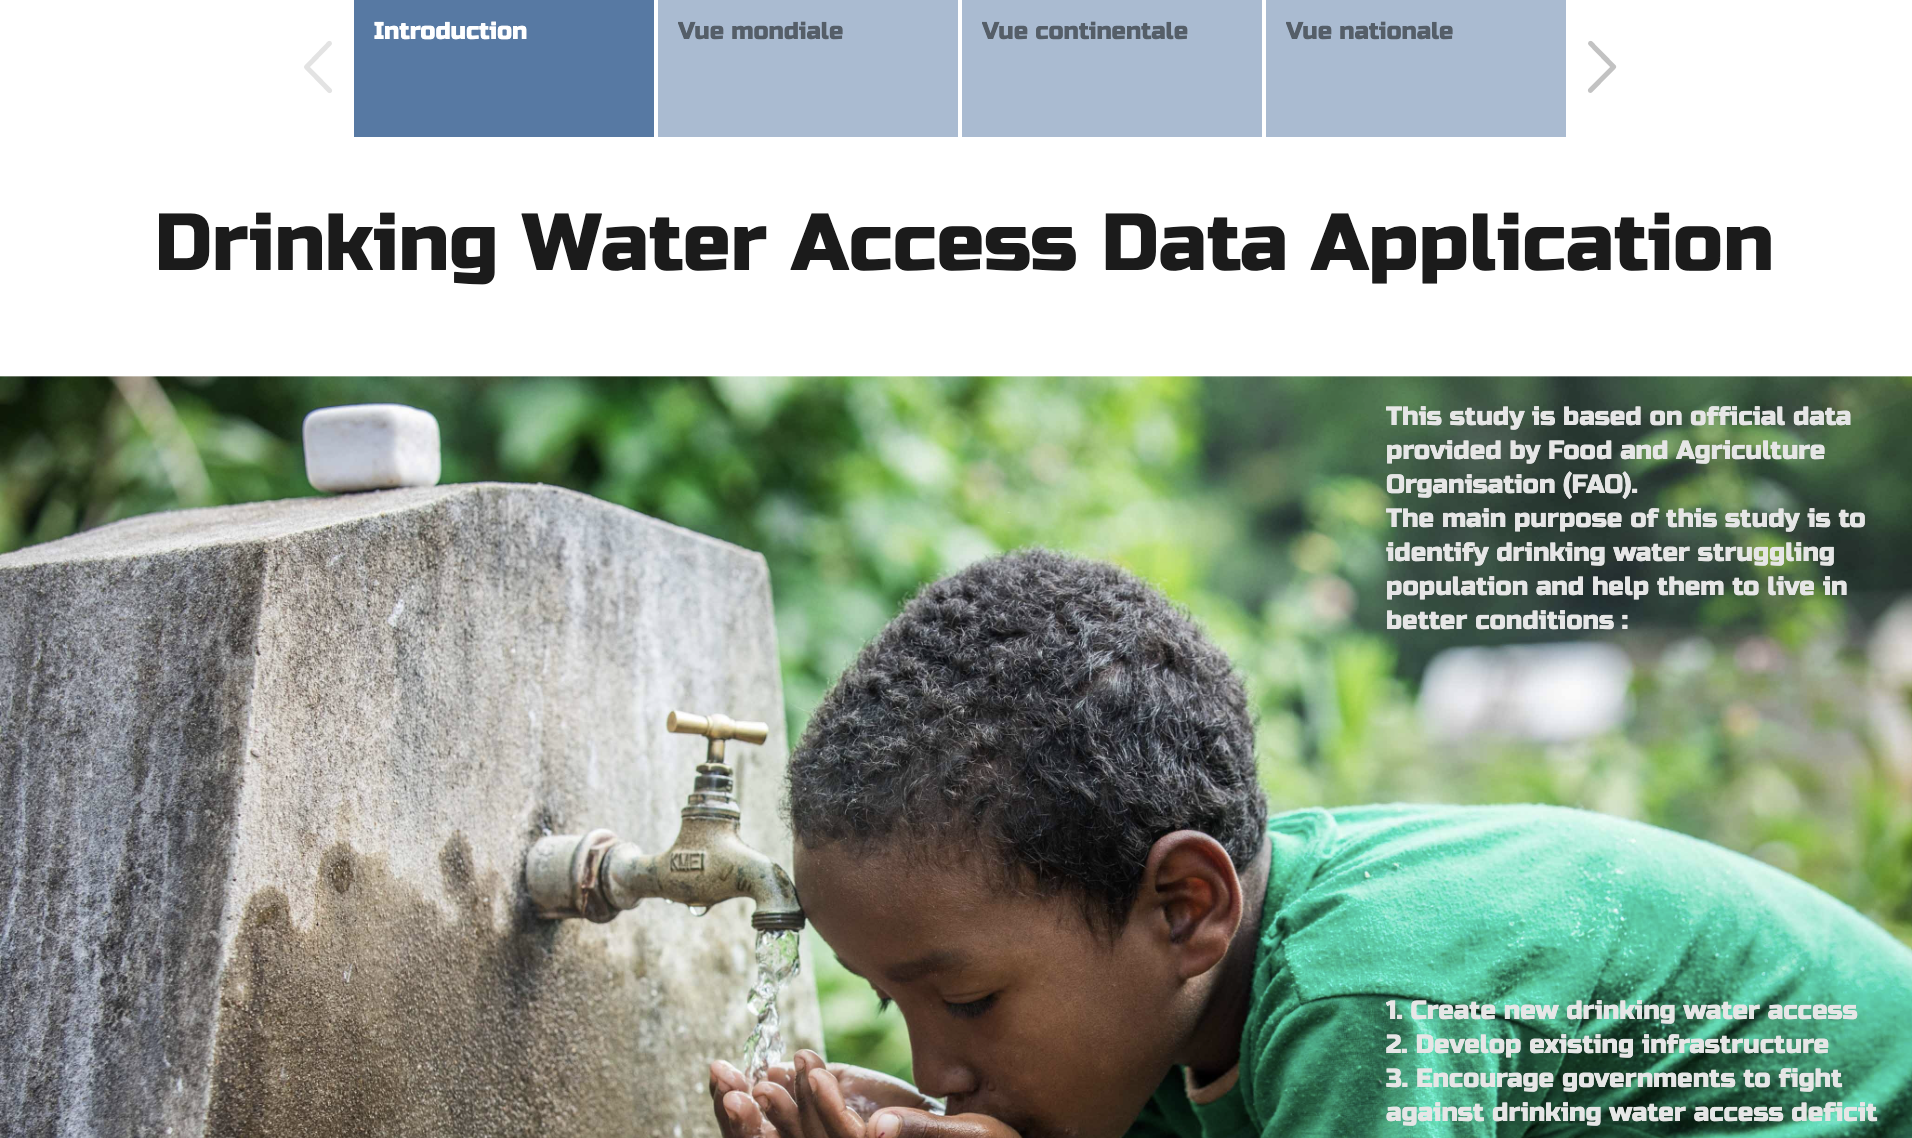 Introduction
Vue mondiale
Vue continentale
Vue nationale
Drinking Water Access Data Application
This study is based on official data
provided by Food and Agriculture
Organisation (FAO).
The main purpose of this study is to
identify drinking water struggling
population and help them to live in
better conditions :
KMEI
1. Create new drinking water access
2. Develop existing infrastructure
3. Encourage governments to fight
against drinking water access deficit